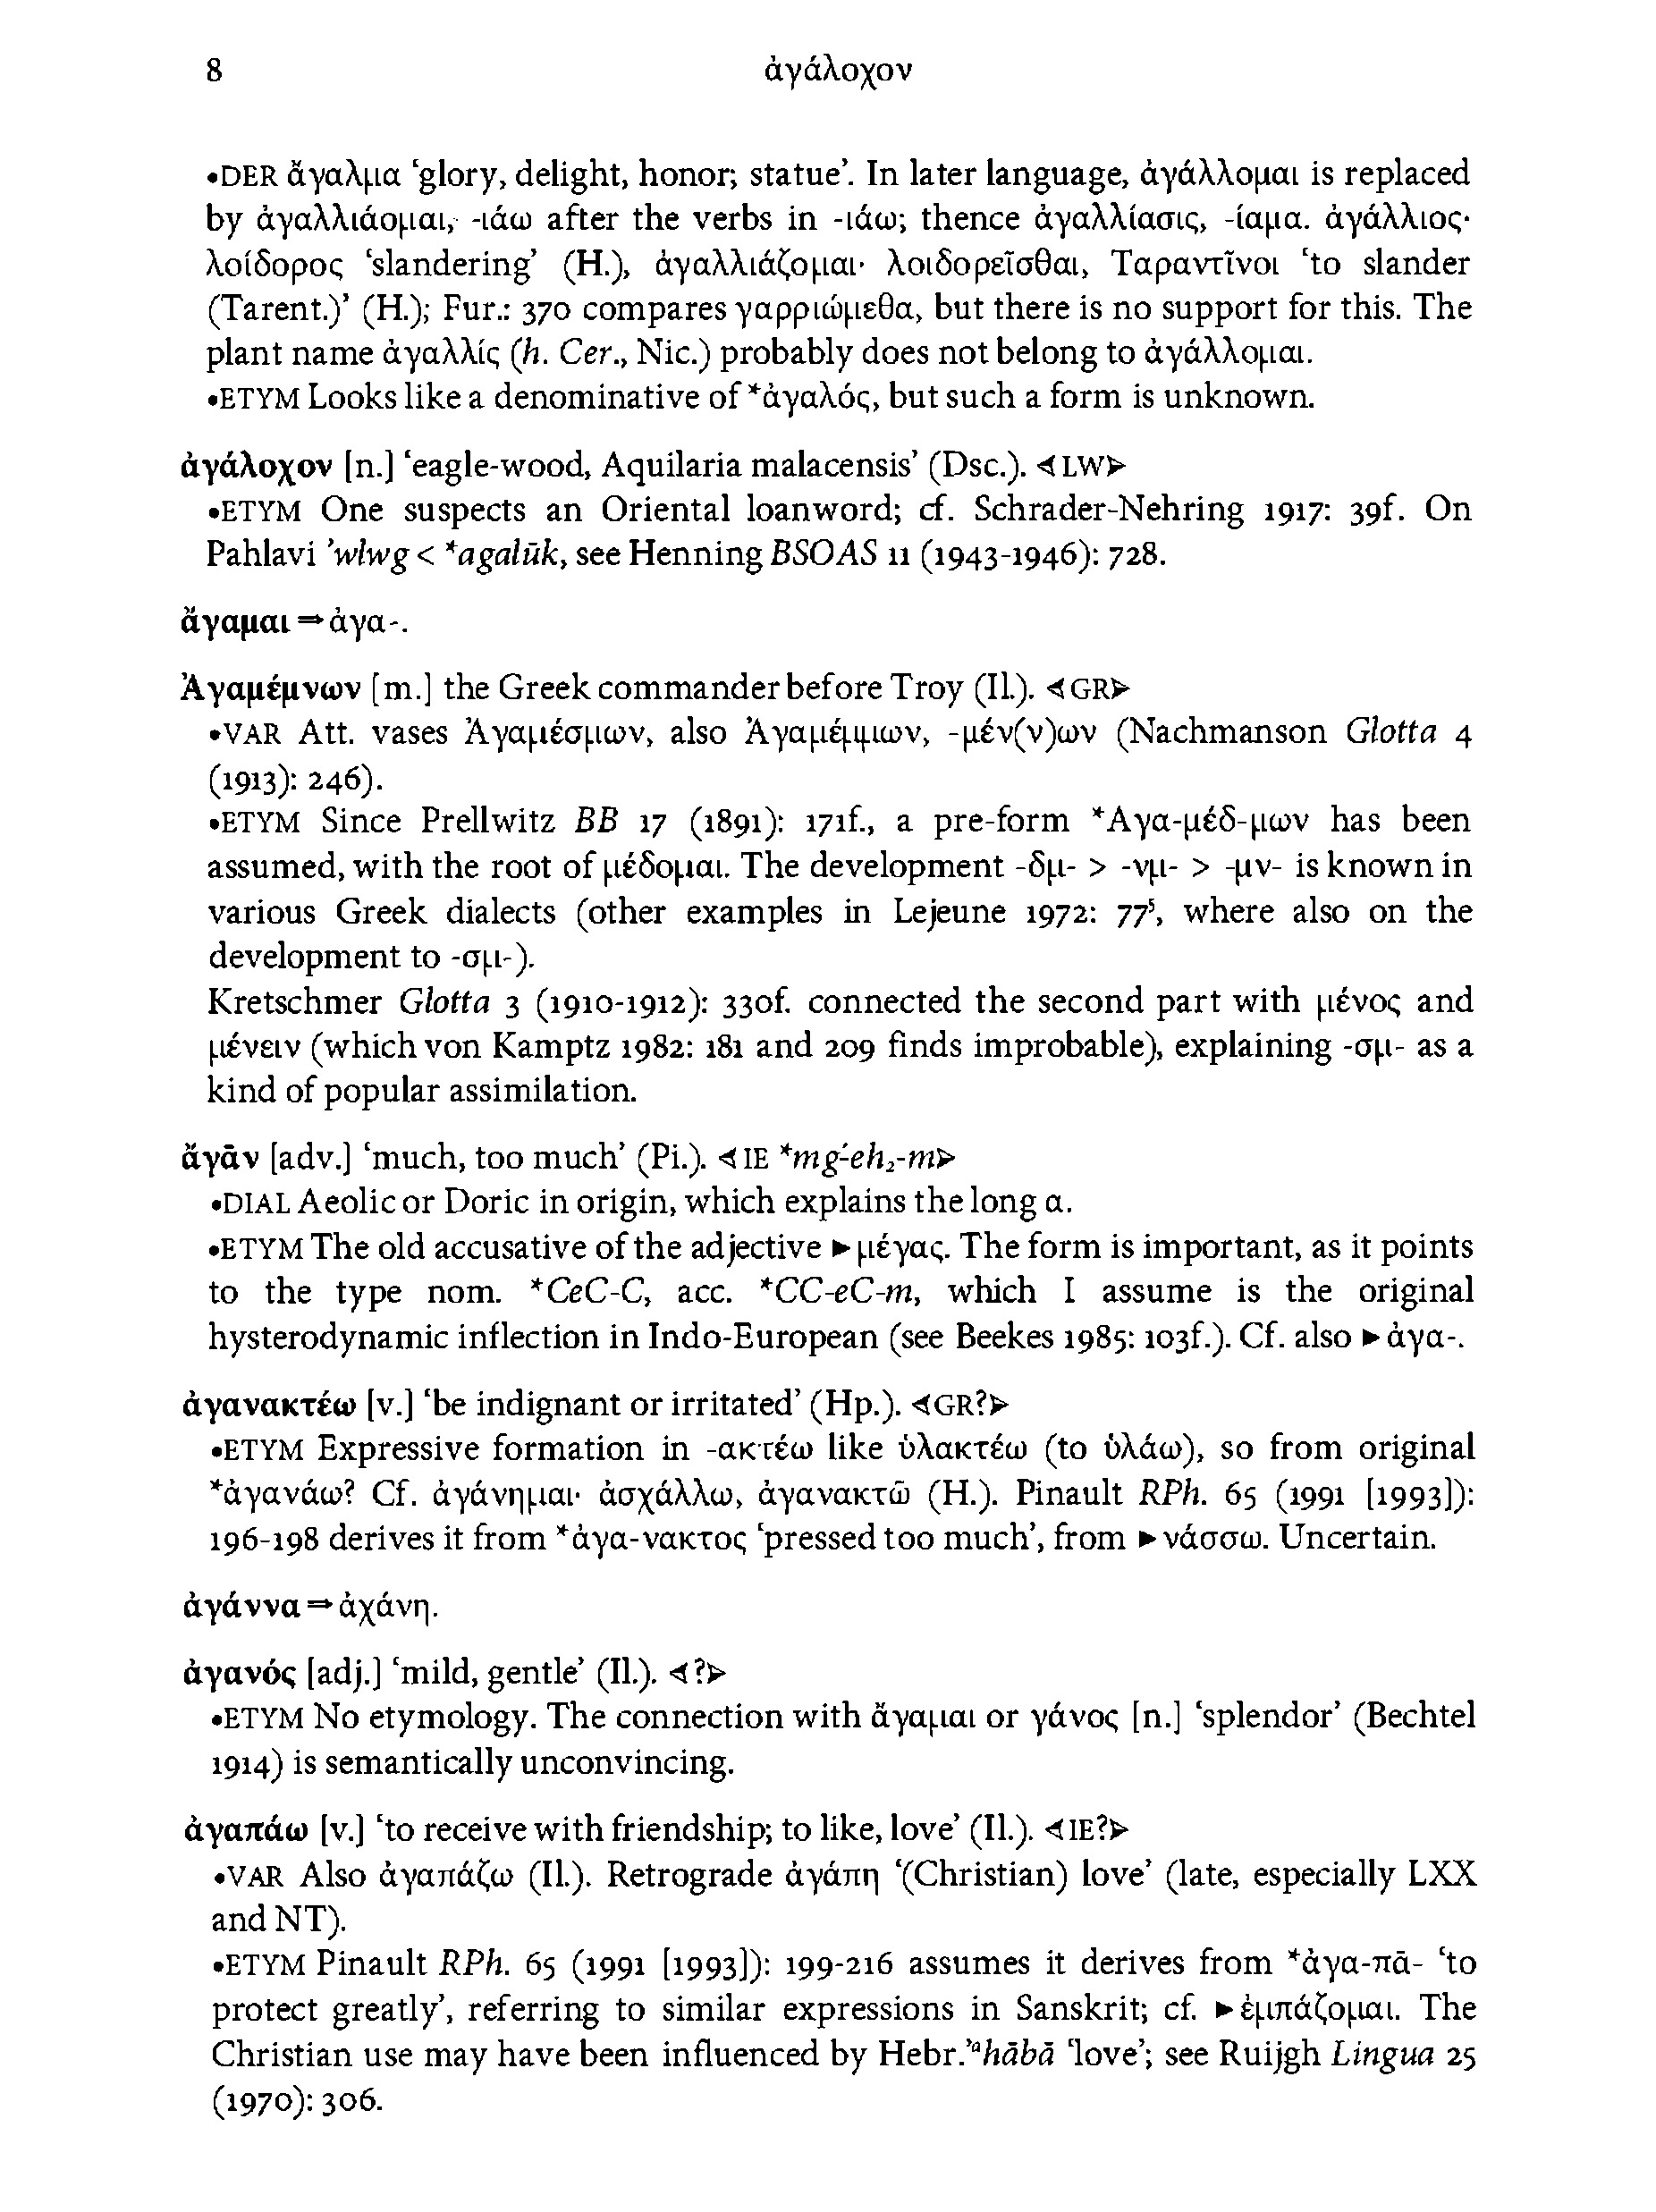 8 ἀγάλοχον
•DER ἄγαλμα ‘glory, delight, honor; statue’. In later language, ἀγάλλομαι is replaced
by ἀγαλλιάομαι, -ιάω after the verbs in -ιάω; thence ἀγαλλίασις, -ίαμα. ἀγάλλιος·
λοίδορος ‘slandering’ (H.), ἀγαλλιάζομαι· λοιδορεῖσθαι, Ταραντῖνοι ‘to slander
(Tarent.)’ (H.); Fur.: 370 compares γαρριώμεθα, but there is no support for this. The
plant name ἀγαλλίς (h. Cer., Nic.) probably does not belong to ἀγάλλομαι.
•ETYM Looks like a denominative of *ἀγαλός, but such a form is unknown.
ἀγάλοχον [n.] ‘eagle-wood, Aquilaria malacensis’ (Dsc.). ⊲LW⊳
•ETYM One suspects an Oriental loanword; cf. Schrader-Nehring 1917: 39f. On
Pahlavi ’wlwg < *agalūk, see Henning BSOAS 11 (1943-1946): 728.
ἄγαμαι ⇒ ἀγα-.
Ἀγαμέμνων [m.] the Greek commander before Troy (Il.). ⊲GR⊳
•VAR Att. vases Ἀγαμέσμων, also Ἀγαμέμμων, -μέν(ν)ων (Nachmanson Glotta 4
(1913): 246).
•ETYM Since Prellwitz BB 17 (1891): 171f., a pre-form *Αγα-μέδ-μων has been
assumed, with the root of μέδομαι. The development -δμ- > -νμ- > -μν- is known in
various Greek dialects (other examples in Lejeune 1972: 77⁵, where also on the
development to -σμ-).
Kretschmer Glotta 3 (1910-1912): 330f. connected the second part with μένος and
μένειν (which von Kamptz 1982: 181 and 209 finds improbable), explaining -σμ- as a
kind of popular assimilation.
ἄγᾱν [adv.] ‘much, too much’ (Pi.). ⊲IE *mǵ-eh₂-m⊳
•DIAL Aeolic or Doric in origin, which explains the long α.
•ETYM The old accusative of the adjective ►μέγας. The form is important, as it points
to the type nom. *CeC-C, acc. *CC-eC-m, which I assume is the original
hysterodynamic inflection in Indo-European (see Beekes 1985: 103f.). Cf. also ►ἀγα-.
ἀγανακτέω [v.] ‘be indignant or irritated’ (Hp.). ⊲GR?⊳
•ETYM Expressive formation in -ακτέω like ὑλακτέω (to ὑλάω), so from original
*ἀγανάω? Cf. ἀγάνημαι· ἀσχάλλω, ἀγανακτῶ (H.). Pinault RPh. 65 (1991 [1993]):
196-198 derives it from *ἀγα-νακτος ‘pressed too much’, from ►νάσσω. Uncertain.
ἀγάννα ⇒ ἀχάνη.
ἀγανός [adj.] ‘mild, gentle’ (Il.). ⊲?⊳
•ETYM No etymology. The connection with ἄγαμαι or γάνος [n.] ‘splendor’ (Bechtel
1914) is semantically unconvincing.
ἀγαπάω [v.] ‘to receive with friendship; to like, love’ (Il.). ⊲IE?⊳
•VAR Also ἀγαπάζω (Il.). Retrograde ἀγάπη ‘(Christian) love’ (late, especially LXX
and NT).
•ETYM Pinault RPh. 65 (1991 [1993]): 199-216 assumes it derives from *ἀγα-πᾱ- ‘to
protect greatly’, referring to similar expressions in Sanskrit; cf. ►ἐμπάζομαι. The
Christian use may have been influenced by Hebr.’ᵃhābā ‘love’; see Ruijgh Lingua 25
(1970): 306.